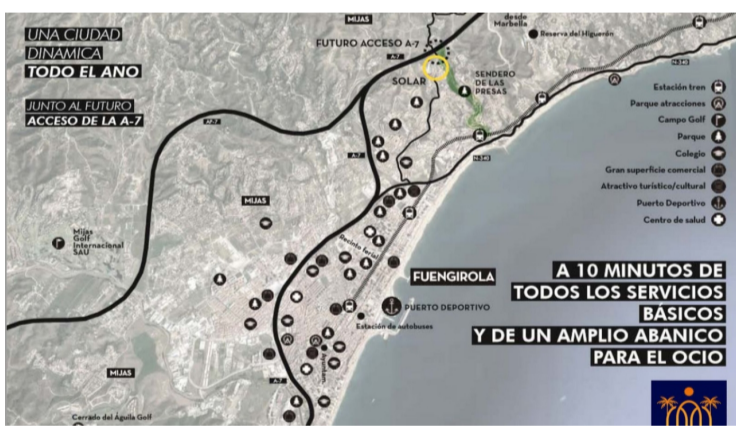 UNA CIUDAD
DINÁMICA
TODO EL AÑO
JUNTO AL FUTURO
ACCESO DE LA A-7
MIJAS
FUTURO ACCESO A-7
A-7
SOLAR
desde
Marbella
Reserva del Higuerón
SENDERO
DE LAS
PRESAS
N-340
Estación tren
Parque atracciones
Campo Golf
Parque
Colegio
Gran superficie comercial
Atractivo turístico/cultural
Puerto Deportivo
Centro de salud
AP-7
A-7
N-340
MIJAS
Mijas
Golf
Internacional
SAU
Recinto ferial
FUENGIROLA
PUERTO DEPORTIVO
Estación de autobuses
A 10 MINUTOS DE
TODOS LOS SERVICIOS
BÁSICOS
Y DE UN AMPLIO ABANICO
PARA EL OCIO
MIJAS
A-7
Cerrado del Águila Golf